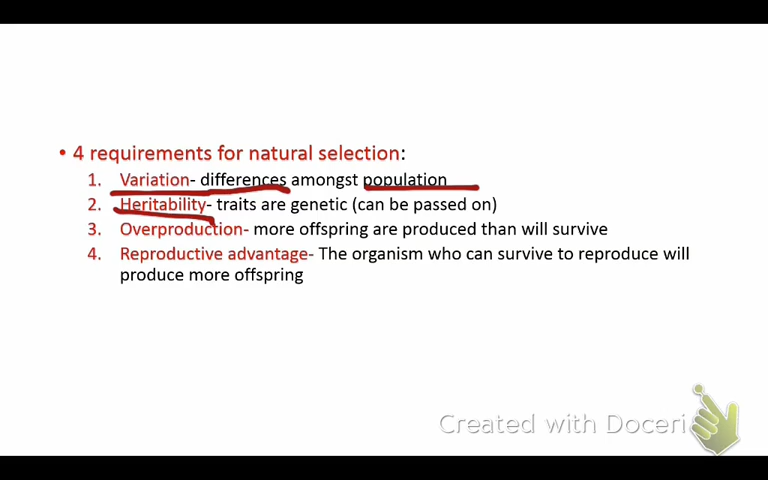 • 4 requirements for natural selection:
1. Variation- differences amongst population
2. Heritability- traits are genetic (can be passed on)
3. Overproduction- more offspring are produced than will survive
4. Reproductive advantage- The organism who can survive to reproduce will
produce more offspring
Created with Doceri